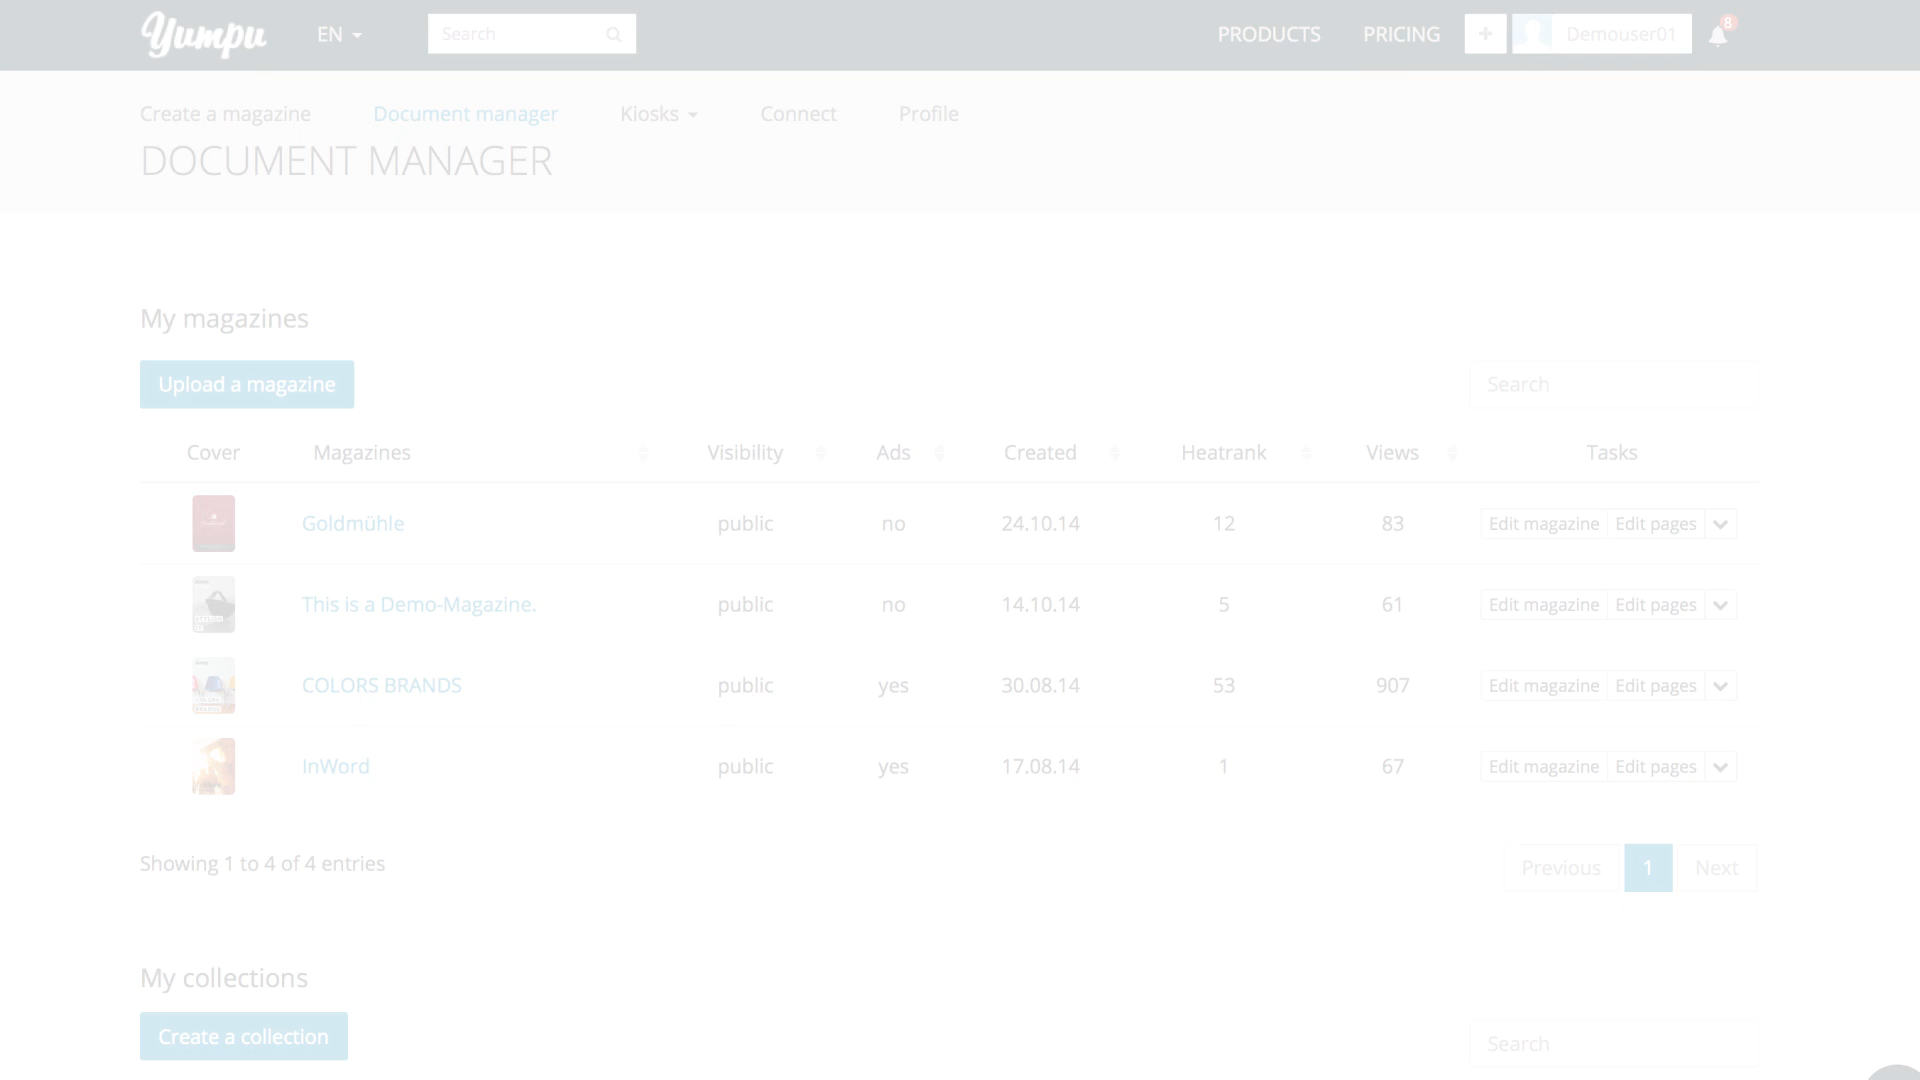 Yumpu EN Search PRODUCTS PRICING + Demouser01 8
Create a magazine Document manager Kiosks Connect Profile
DOCUMENT MANAGER
My magazines
Upload a magazine Search
Cover Magazines Visibility Ads Created Heatrank Views Tasks
Goldmühle public no 24.10.14 12 83 Edit magazine Edit pages
This is a Demo-Magazine. public no 14.10.14 5 61 Edit magazine Edit pages
COLORS BRANDS public yes 30.08.14 53 907 Edit magazine Edit pages
InWord public yes 17.08.14 1 67 Edit magazine Edit pages
Showing 1 to 4 of 4 entries Previous 1 Next
My collections
Create a collection Search